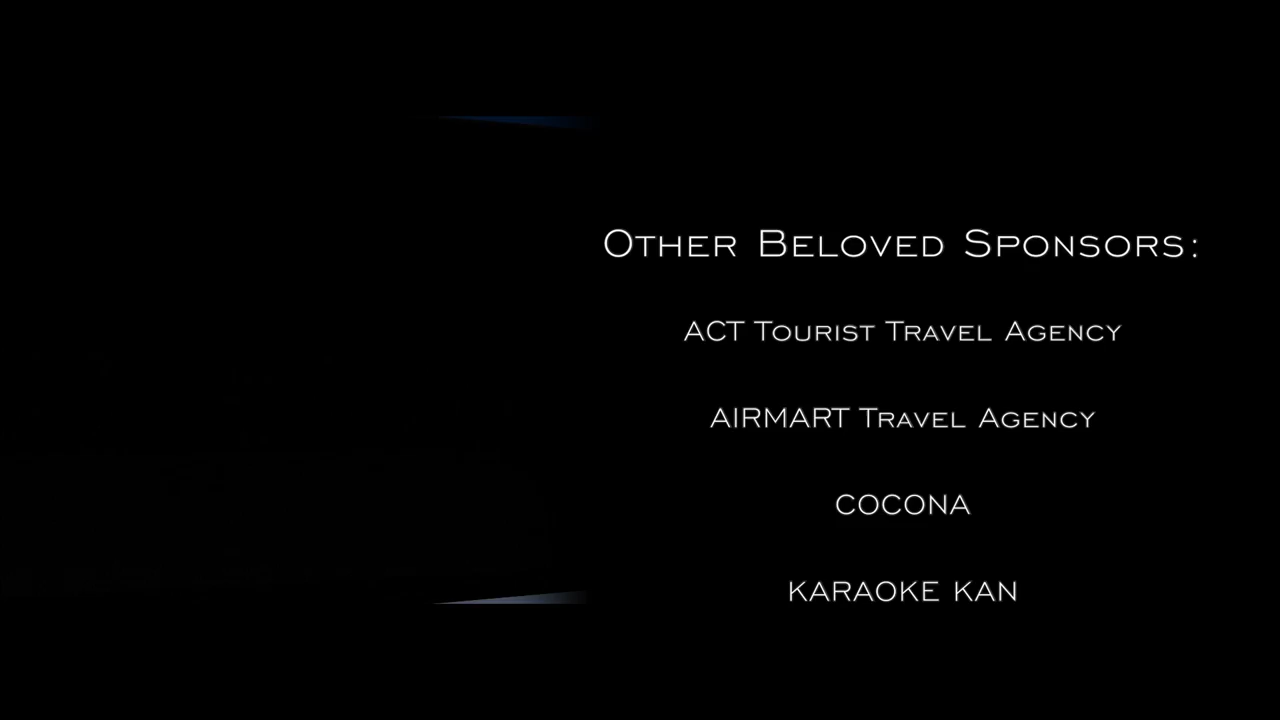 Other Beloved Sponsors:
ACT Tourist Travel Agency
AIRMART Travel Agency
COCONA
KARAOKE KAN